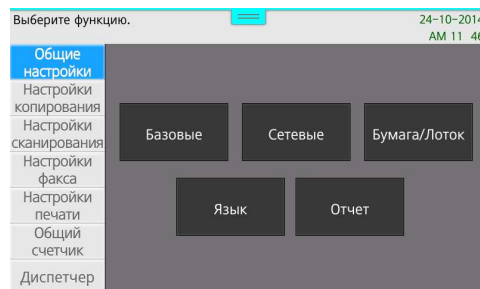 Выберите функцию.
24-10-2014
AM 11 46
Общие
настройки
Настройки
копирования
Настройки
сканирования
Настройки
факса
Настройки
печати
Общий
счетчик
Диспетчер
Базовые
Сетевые
Бумага/Лоток
Язык
Отчет